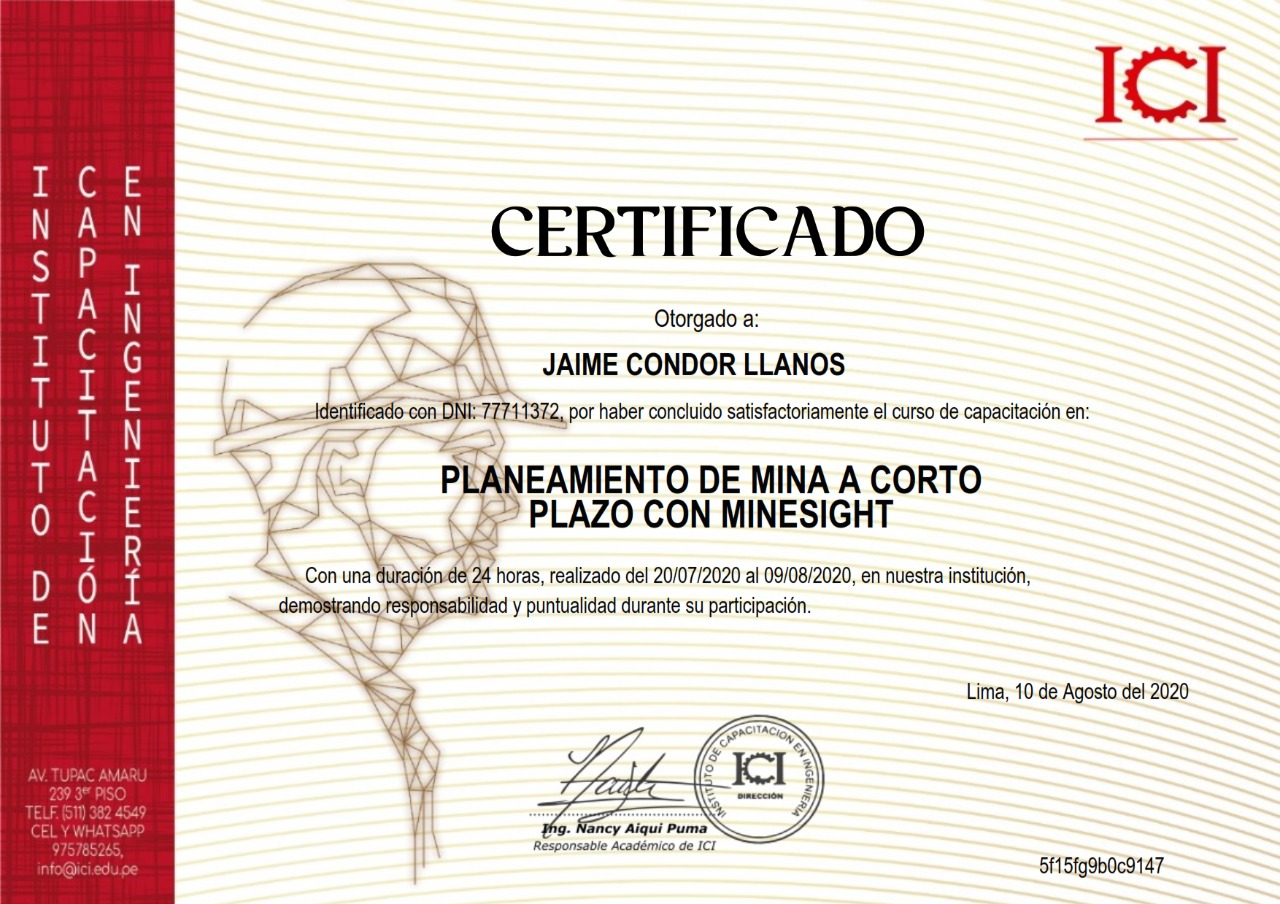 INSTITUTO DE
CAPACITACIÓN
EN INGENIERÍA
AV. TUPAC AMARU
239 3er PISO
TELF. (511) 382 4549
CEL Y WHATSAPP
975785265,
info@ici.edu.pe
ICI
CERTIFICADO
Otorgado a:
JAIME CONDOR LLANOS
Identificado con DNI: 77711372, por haber concluido satisfactoriamente el curso de capacitación en:
PLANEAMIENTO DE MINA A CORTO
PLAZO CON MINESIGHT
Con una duración de 24 horas, realizado del 20/07/2020 al 09/08/2020, en nuestra institución,
demostrando responsabilidad y puntualidad durante su participación.
Lima, 10 de Agosto del 2020
INSTITUTO DE CAPACITACION EN INGENIERIA
ICI
DIRECCIÓN
Ing. Nancy Aiqui Puma
Responsable Académico de ICI
5f15fg9b0c9147